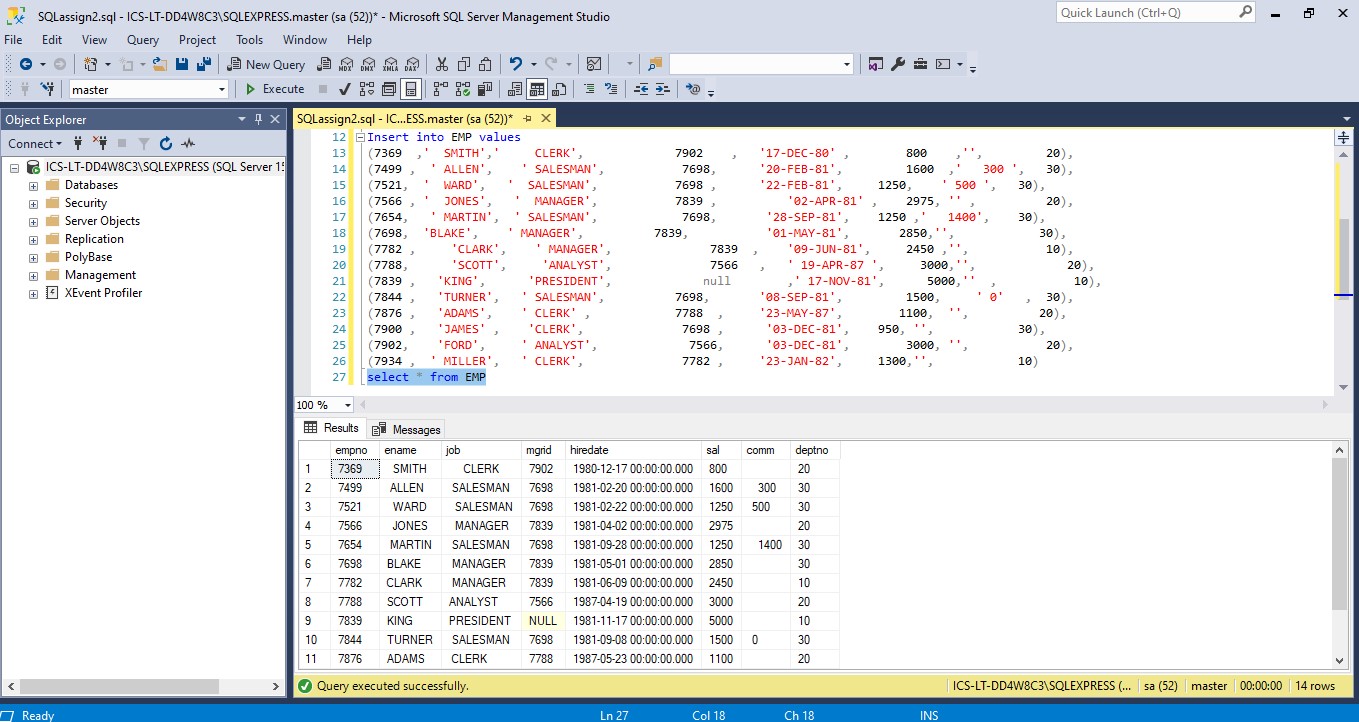 SQLassign2.sql - ICS-LT-DD4W8C3\SQLEXPRESS.master (sa (52))* - Microsoft SQL Server Management Studio
Quick Launch (Ctrl+Q)
File Edit View Query Project Tools Window Help
New Query MDX DMX XMLA DAX
master Execute
Object Explorer
Connect
ICS-LT-DD4W8C3\SQLEXPRESS (SQL Server 15
Databases
Security
Server Objects
Replication
PolyBase
Management
XEvent Profiler
SQLassign2.sql - IC...ESS.master (sa (52))*
12 Insert into EMP values
13 (7369 ,' SMITH',' CLERK', 7902 , '17-DEC-80' , 800 ,'', 20),
14 (7499 , ' ALLEN', ' SALESMAN', 7698, '20-FEB-81', 1600 ,' 300 ', 30),
15 (7521, ' WARD', ' SALESMAN', 7698 , '22-FEB-81', 1250, ' 500 ', 30),
16 (7566 , ' JONES', ' MANAGER', 7839 , '02-APR-81' , 2975, '' , 20),
17 (7654, ' MARTIN', ' SALESMAN', 7698, '28-SEP-81', 1250 ,' 1400', 30),
18 (7698, 'BLAKE', ' MANAGER', 7839, '01-MAY-81', 2850,'', 30),
19 (7782 , 'CLARK', ' MANAGER', 7839 , '09-JUN-81', 2450 ,'', 10),
20 (7788, 'SCOTT', 'ANALYST', 7566 , ' 19-APR-87 ', 3000,'', 20),
21 (7839 , 'KING', 'PRESIDENT', null ,' 17-NOV-81', 5000,'' , 10),
22 (7844 , 'TURNER', ' SALESMAN', 7698, '08-SEP-81', 1500, ' 0' , 30),
23 (7876 , 'ADAMS', ' CLERK' , 7788 , '23-MAY-87', 1100, '', 20),
24 (7900 , 'JAMES' , 'CLERK', 7698 , '03-DEC-81', 950, '', 30),
25 (7902, 'FORD', ' ANALYST', 7566, '03-DEC-81', 3000, '', 20),
26 (7934 , ' MILLER', ' CLERK', 7782 , '23-JAN-82', 1300,'', 10)
27 select * from EMP
100 %
Results Messages
empno ename job mgrid hiredate sal comm deptno
1 7369 SMITH CLERK 7902 1980-12-17 00:00:00.000 800 20
2 7499 ALLEN SALESMAN 7698 1981-02-20 00:00:00.000 1600 300 30
3 7521 WARD SALESMAN 7698 1981-02-22 00:00:00.000 1250 500 30
4 7566 JONES MANAGER 7839 1981-04-02 00:00:00.000 2975 20
5 7654 MARTIN SALESMAN 7698 1981-09-28 00:00:00.000 1250 1400 30
6 7698 BLAKE MANAGER 7839 1981-05-01 00:00:00.000 2850 30
7 7782 CLARK MANAGER 7839 1981-06-09 00:00:00.000 2450 10
8 7788 SCOTT ANALYST 7566 1987-04-19 00:00:00.000 3000 20
9 7839 KING PRESIDENT NULL 1981-11-17 00:00:00.000 5000 10
10 7844 TURNER SALESMAN 7698 1981-09-08 00:00:00.000 1500 0 30
11 7876 ADAMS CLERK 7788 1987-05-23 00:00:00.000 1100 20
Query executed successfully. ICS-LT-DD4W8C3\SQLEXPRESS (... sa (52) master 00:00:00 14 rows
Ready Ln 27 Col 18 Ch 18 INS